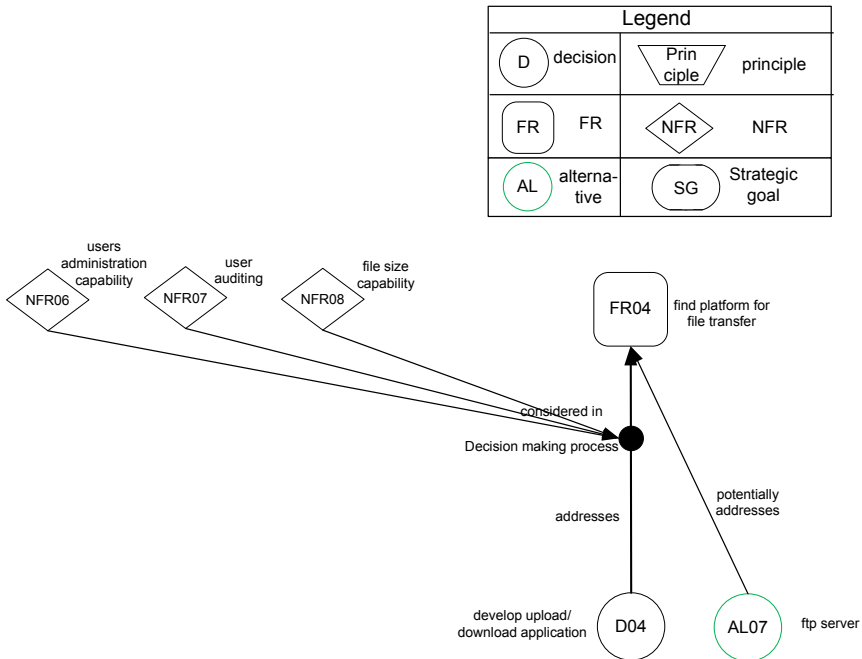 Legend
D
decision
Prin
ciple
principle
FR
FR
NFR
NFR
AL
alterna-
tive
SG
Strategic
goal
users
administration
capability
NFR06
user
auditing
NFR07
file size
capability
NFR08
FR04
find platform for
file transfer
considered in
Decision making process
addresses
potentially
addresses
develop upload/
download application
D04
AL07
ftp server